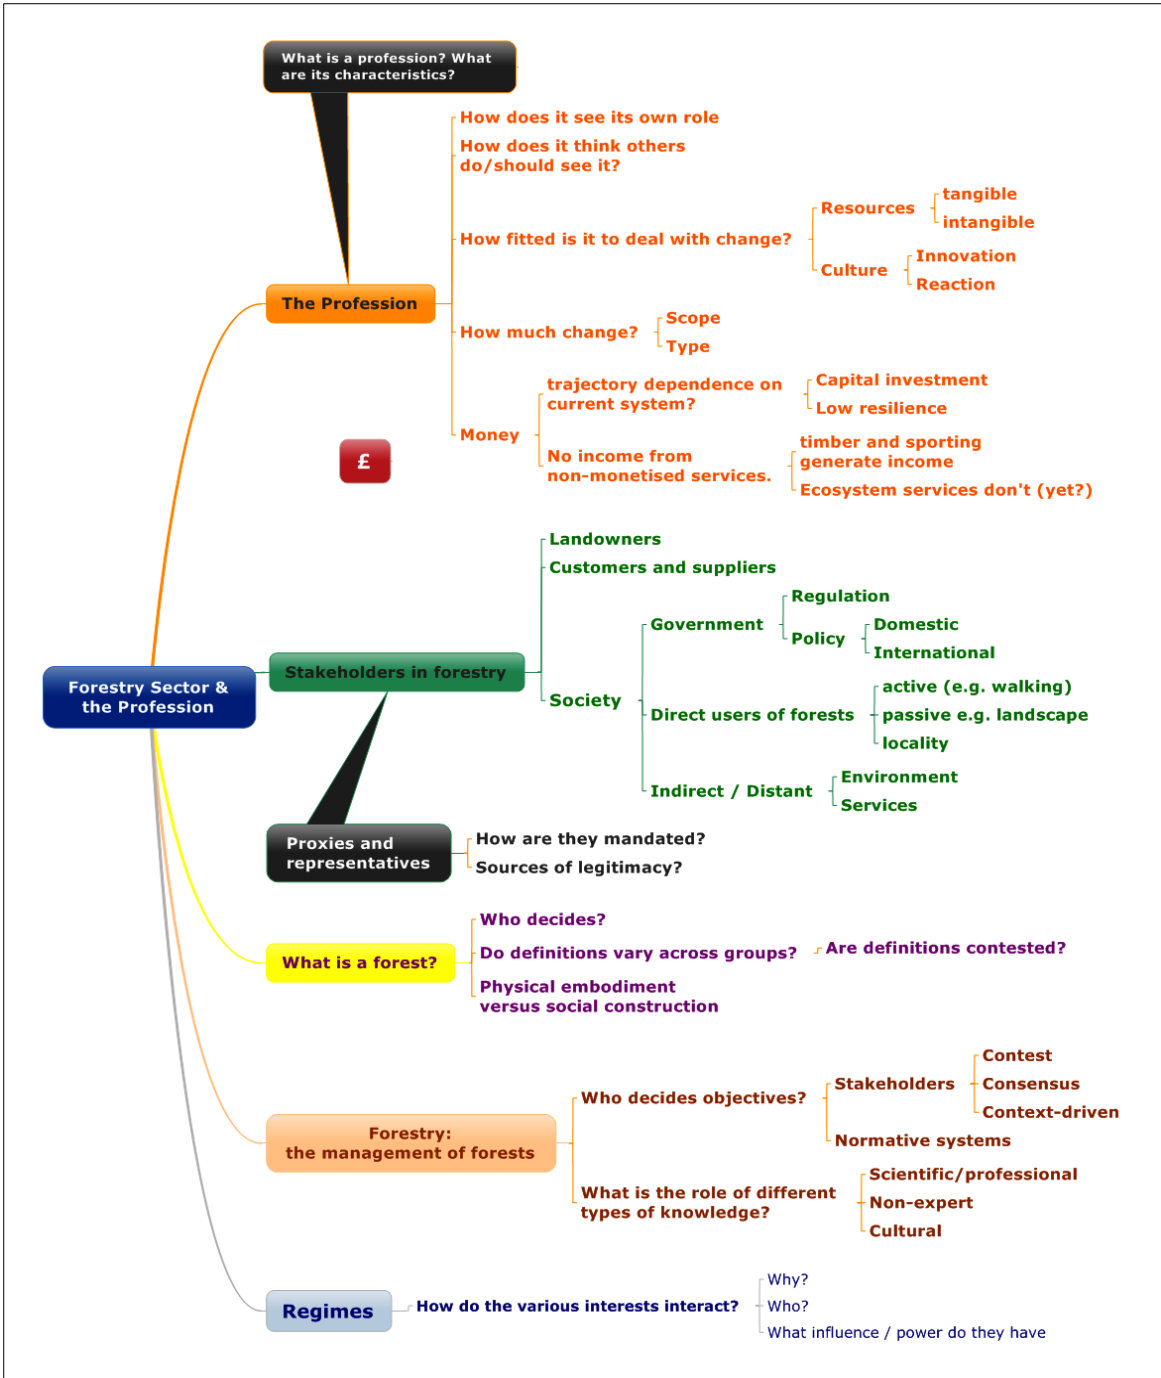 What is a profession? What
are its characteristics?
How does it see its own role
How does it think others
do/should see it?
How fitted is it to deal with change?
Resources
tangible
intangible
Culture
Innovation
Reaction
The Profession
How much change?
Scope
Type
Money
trajectory dependence on
current system?
Capital investment
Low resilience
No income from
non-monetised services.
timber and sporting
generate income
Ecosystem services don't (yet?)
£
Forestry Sector &
the Profession
Stakeholders in forestry
Landowners
Customers and suppliers
Society
Government
Regulation
Policy
Domestic
International
Direct users of forests
active (e.g. walking)
passive e.g. landscape
locality
Indirect / Distant
Environment
Services
Proxies and
representatives
How are they mandated?
Sources of legitimacy?
What is a forest?
Who decides?
Do definitions vary across groups?
Are definitions contested?
Physical embodiment
versus social construction
Forestry:
the management of forests
Who decides objectives?
Stakeholders
Contest
Consensus
Context-driven
Normative systems
What is the role of different
types of knowledge?
Scientific/professional
Non-expert
Cultural
Regimes
How do the various interests interact?
Why?
Who?
What influence / power do they have